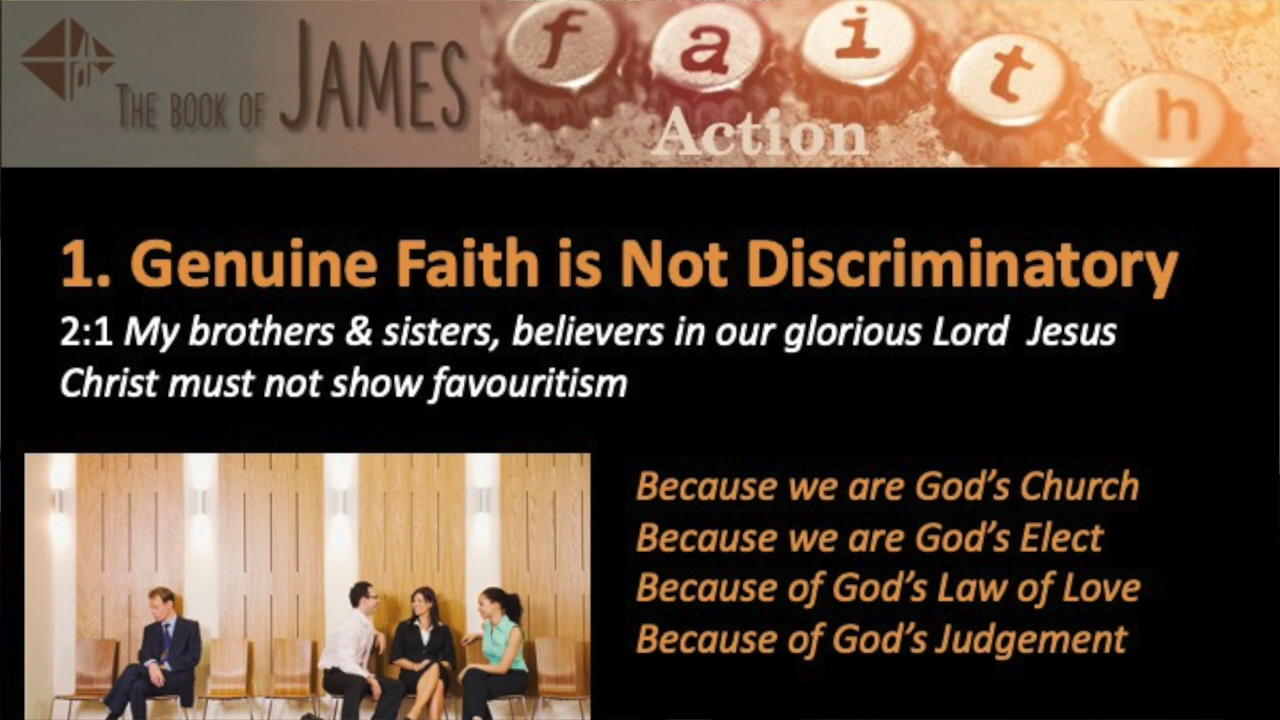 THE BOOK OF JAMES
faith
Action
1. Genuine Faith is Not Discriminatory
2:1 My brothers & sisters, believers in our glorious Lord Jesus
Christ must not show favouritism
Because we are God's Church
Because we are God's Elect
Because of God's Law of Love
Because of God's Judgement